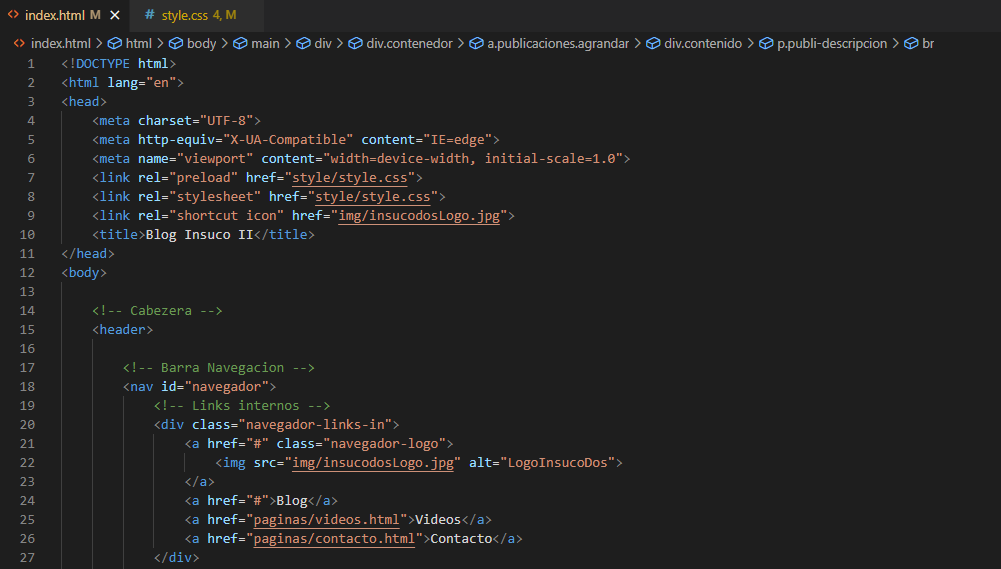 index.html M
style.css 4, M
index.html > html > body > main > div > div.contenedor > a.publicaciones.agrandar > div.contenido > p.publi-descripcion > br
1 <!DOCTYPE html>
2 <html lang="en">
3 <head>
4 <meta charset="UTF-8">
5 <meta http-equiv="X-UA-Compatible" content="IE=edge">
6 <meta name="viewport" content="width=device-width, initial-scale=1.0">
7 <link rel="preload" href="style/style.css">
8 <link rel="stylesheet" href="style/style.css">
9 <link rel="shortcut icon" href="img/insucodosLogo.jpg">
10 <title>Blog Insuco II</title>
11 </head>
12 <body>
13
14 <!-- Cabezera -->
15 <header>
16
17 <!-- Barra Navegacion -->
18 <nav id="navegador">
19 <!-- Links internos -->
20 <div class="navegador-links-in">
21 <a href="#" class="navegador-logo">
22 <img src="img/insucodosLogo.jpg" alt="LogoInsucoDos">
23 </a>
24 <a href="#">Blog</a>
25 <a href="paginas/videos.html">Videos</a>
26 <a href="paginas/contacto.html">Contacto</a>
27 </div>